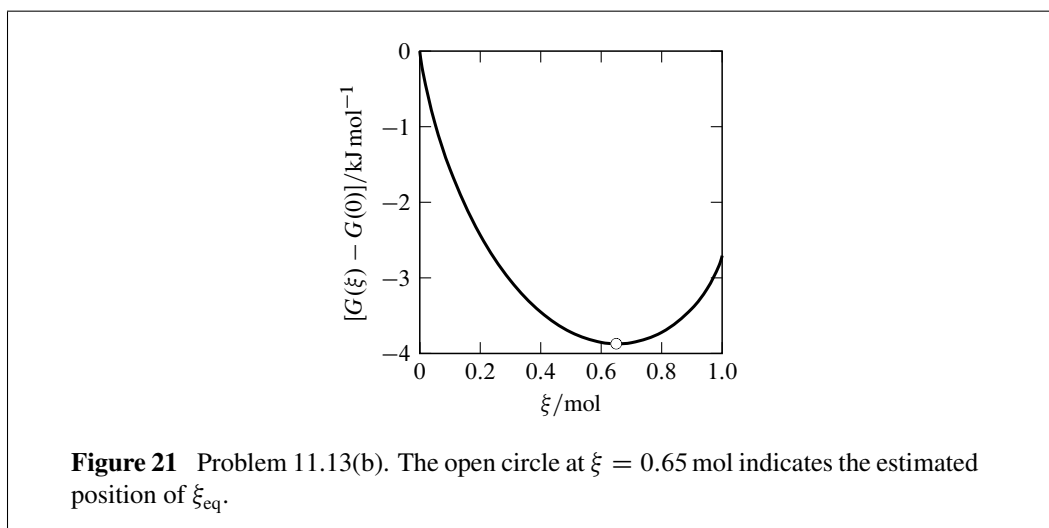 0
−1
−2
−3
−4
[G(ξ) − G(0)]/kJ mol⁻¹
0 0.2 0.4 0.6 0.8 1.0
ξ/mol
Figure 21 Problem 11.13(b). The open circle at ξ = 0.65 mol indicates the estimated
position of ξeq.